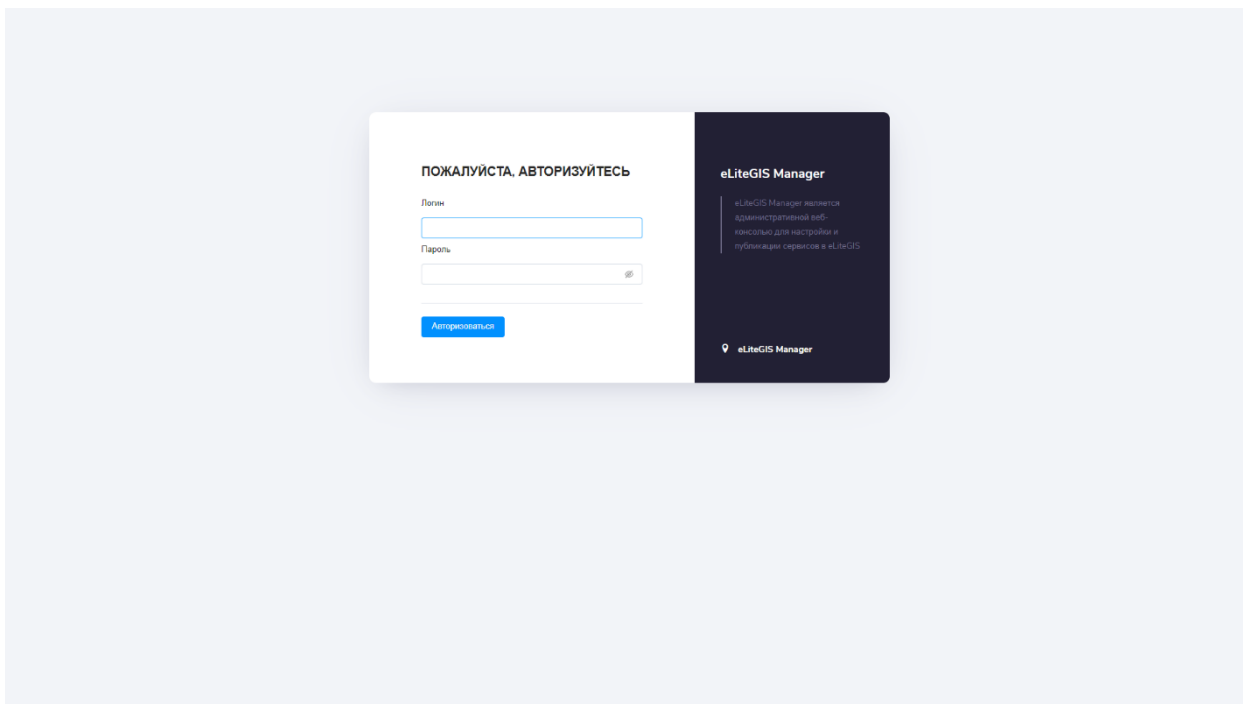 ПОЖАЛУЙСТА, АВТОРИЗУЙТЕСЬ
Логин
Пароль
Авторизоваться
eLiteGIS Manager
eLiteGIS Manager является
административной веб-
консолью для настройки и
публикации сервисов в eLiteGIS
eLiteGIS Manager